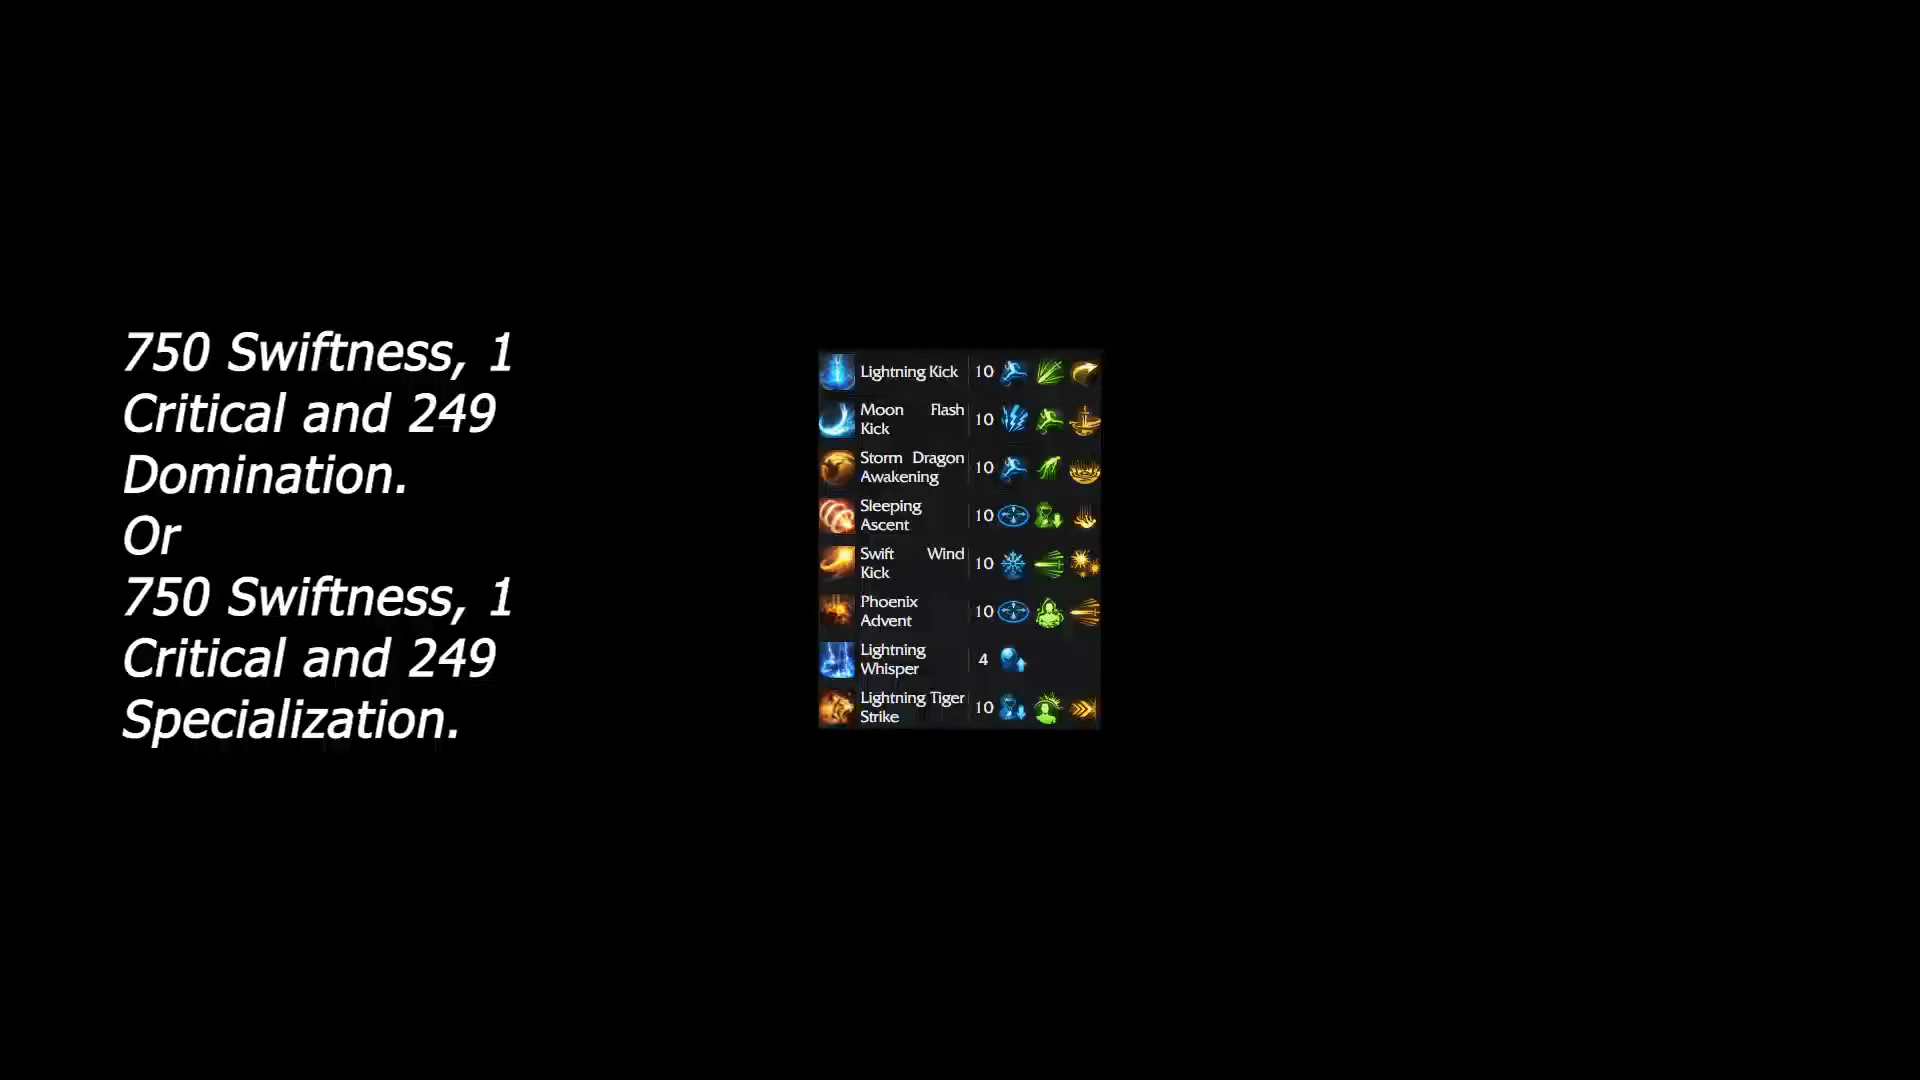 750 Swiftness, 1
Critical and 249
Domination.
Or
750 Swiftness, 1
Critical and 249
Specialization.
Lightning Kick 10
Moon Flash
Kick 10
Storm Dragon
Awakening 10
Sleeping
Ascent 10
Swift Wind
Kick 10
Phoenix
Advent 10
Lightning
Whisper 4
Lightning Tiger
Strike 10